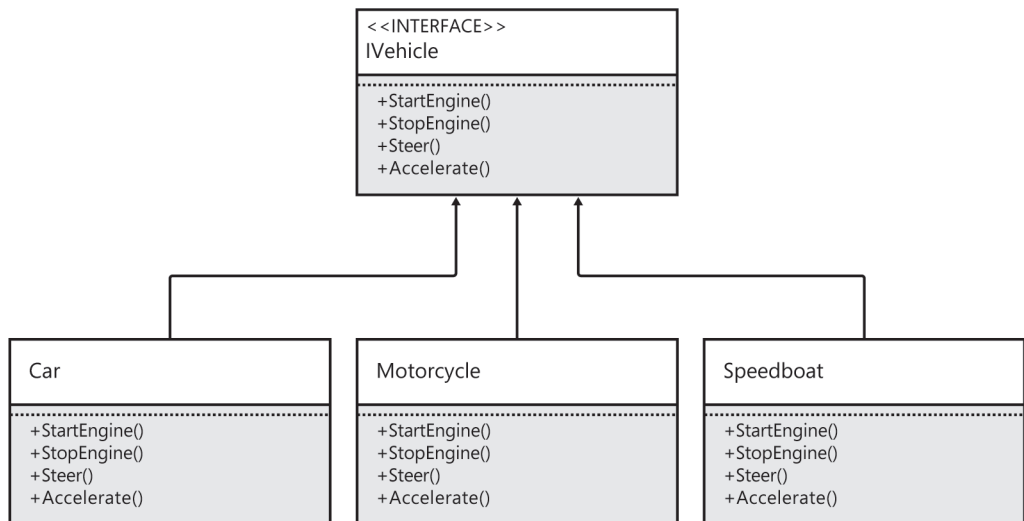 <<INTERFACE>>
IVehicle
+StartEngine()
+StopEngine()
+Steer()
+Accelerate()
Car
+StartEngine()
+StopEngine()
+Steer()
+Accelerate()
Motorcycle
+StartEngine()
+StopEngine()
+Steer()
+Accelerate()
Speedboat
+StartEngine()
+StopEngine()
+Steer()
+Accelerate()